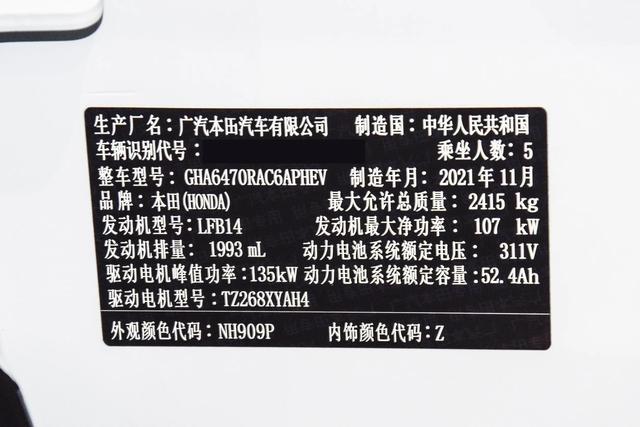 生产厂名：广汽本田汽车有限公司 制造国：中华人民共和国
车辆识别代号： 乘坐人数：5
整车型号：GHA6470RAC6APHEV 制造年月：2021年11月
品牌：本田(HONDA) 最大允许总质量：2415 kg
发动机型号：LFB14 发动机最大净功率：107 kW
发动机排量：1993 mL 动力电池系统额定电压：311V
驱动电机峰值功率：135kW 动力电池系统额定容量：52.4Ah
驱动电机型号：TZ268XYAH4
外观颜色代码：NH909P 内饰颜色代码：Z